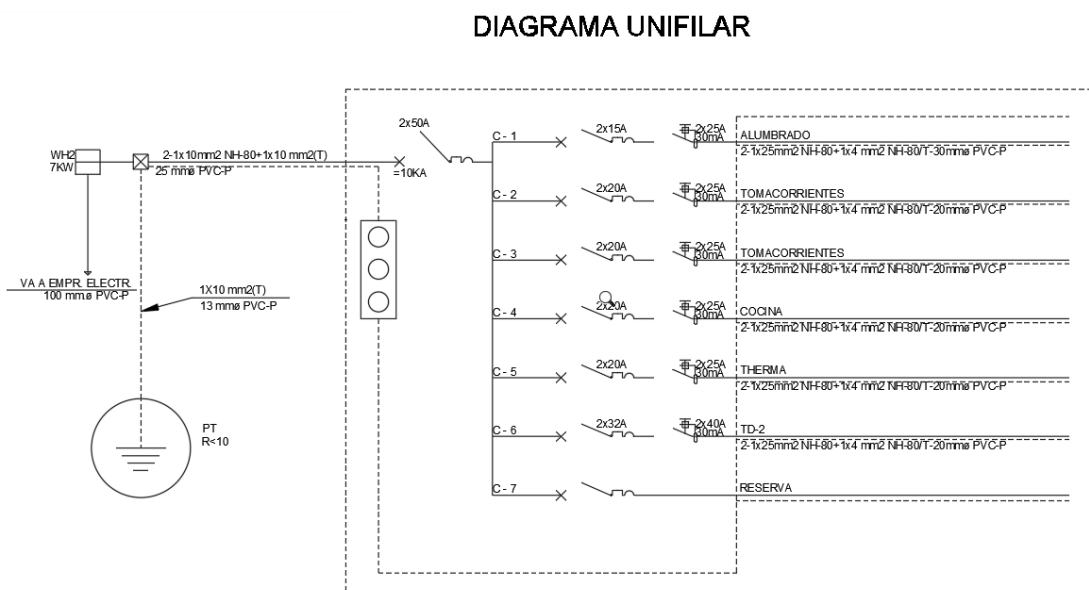 DIAGRAMA UNIFILAR
2x50A
WH2
7KW
2-1x10mm2 NH-80+1x10 mm2(T)
25 mmø PVC-P
=10KA
VA A EMPR. ELECTR.
100 mm.ø PVC-P
1X10 mm2(T)
13 mmø PVC-P
PT
R<10
C - 1
2x15A
2x25A
30mA
ALUMBRADO
2-1x25mm2 NH-80+1x4 mm2 NH-80/T-30mmø PVC-P
C - 2
2x20A
2x25A
30mA
TOMACORRIENTES
2-1x25mm2 NH-80+1x4 mm2 NH-80/T-20mmø PVC-P
C - 3
2x20A
2x25A
30mA
TOMACORRIENTES
2-1x25mm2 NH-80+1x4 mm2 NH-80/T-20mmø PVC-P
C - 4
2x20A
2x25A
30mA
COCINA
2-1x25mm2 NH-80+1x4 mm2 NH-80/T-20mmø PVC-P
C - 5
2x20A
2x25A
30mA
THERMA
2-1x25mm2 NH-80+1x4 mm2 NH-80/T-20mmø PVC-P
C - 6
2x32A
2x40A
30mA
TD-2
2-1x25mm2 NH-80+1x4 mm2 NH-80/T-20mmø PVC-P
C - 7
RESERVA